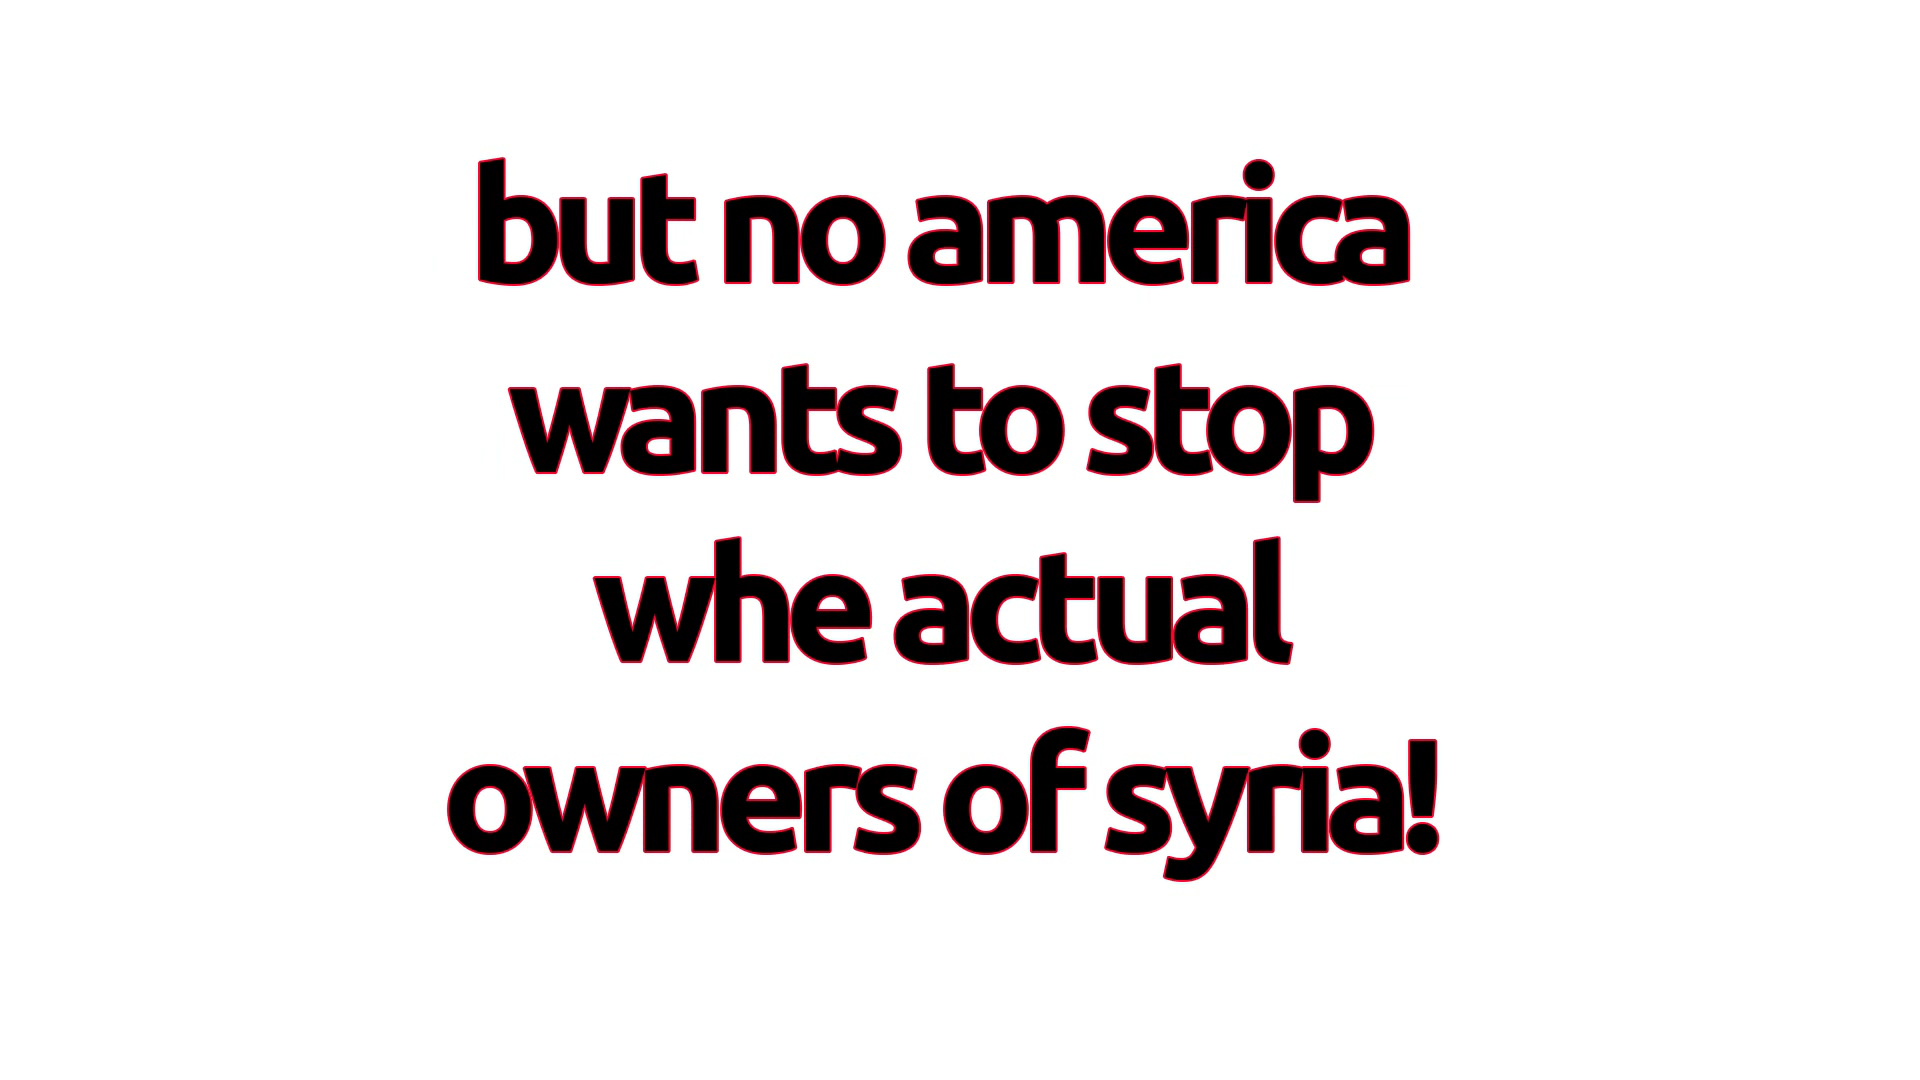 but no america
wants to stop
whe actual
owners of syria!